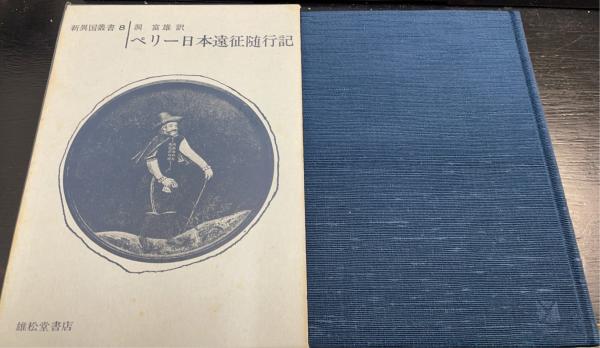 新異国叢書 8
洞 富雄 訳
ペリー日本遠征随行記
雄松堂書店